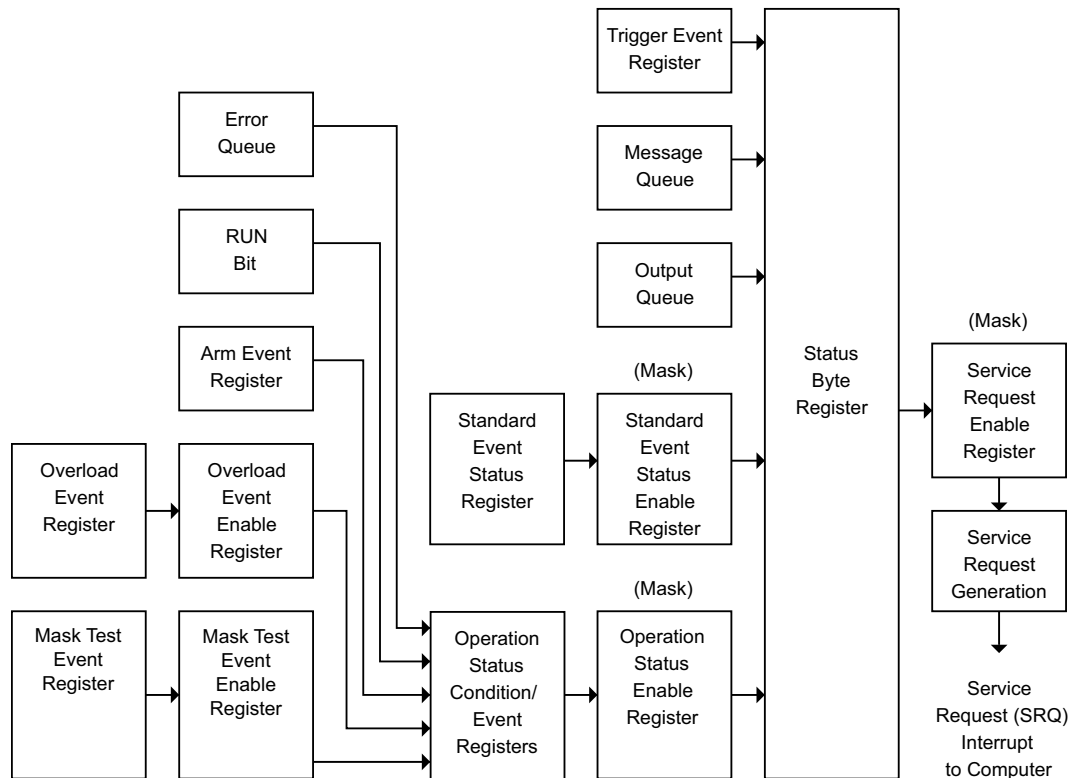 Trigger Event
Register
Error
Queue
Message
Queue
RUN
Bit
Output
Queue
Arm Event
Register
(Mask)
Standard
Event
Status
Register
Standard
Event
Status
Enable
Register
Status
Byte
Register
(Mask)
Service
Request
Enable
Register
Overload
Event
Register
Overload
Event
Enable
Register
Service
Request
Generation
Mask Test
Event
Register
Mask Test
Event
Enable
Register
Operation
Status
Condition/
Event
Registers
(Mask)
Operation
Status
Enable
Register
Service
Request (SRQ)
Interrupt
to Computer